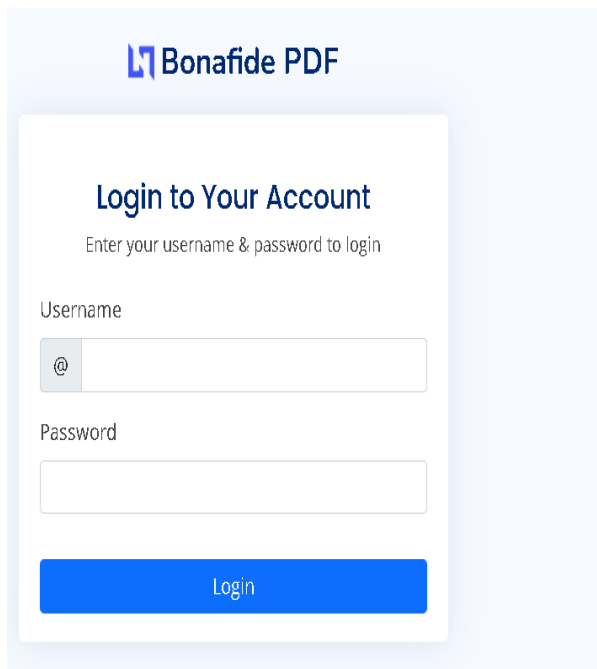 Bonafide PDF
Login to Your Account
Enter your username & password to login
Username
@
Password
Login